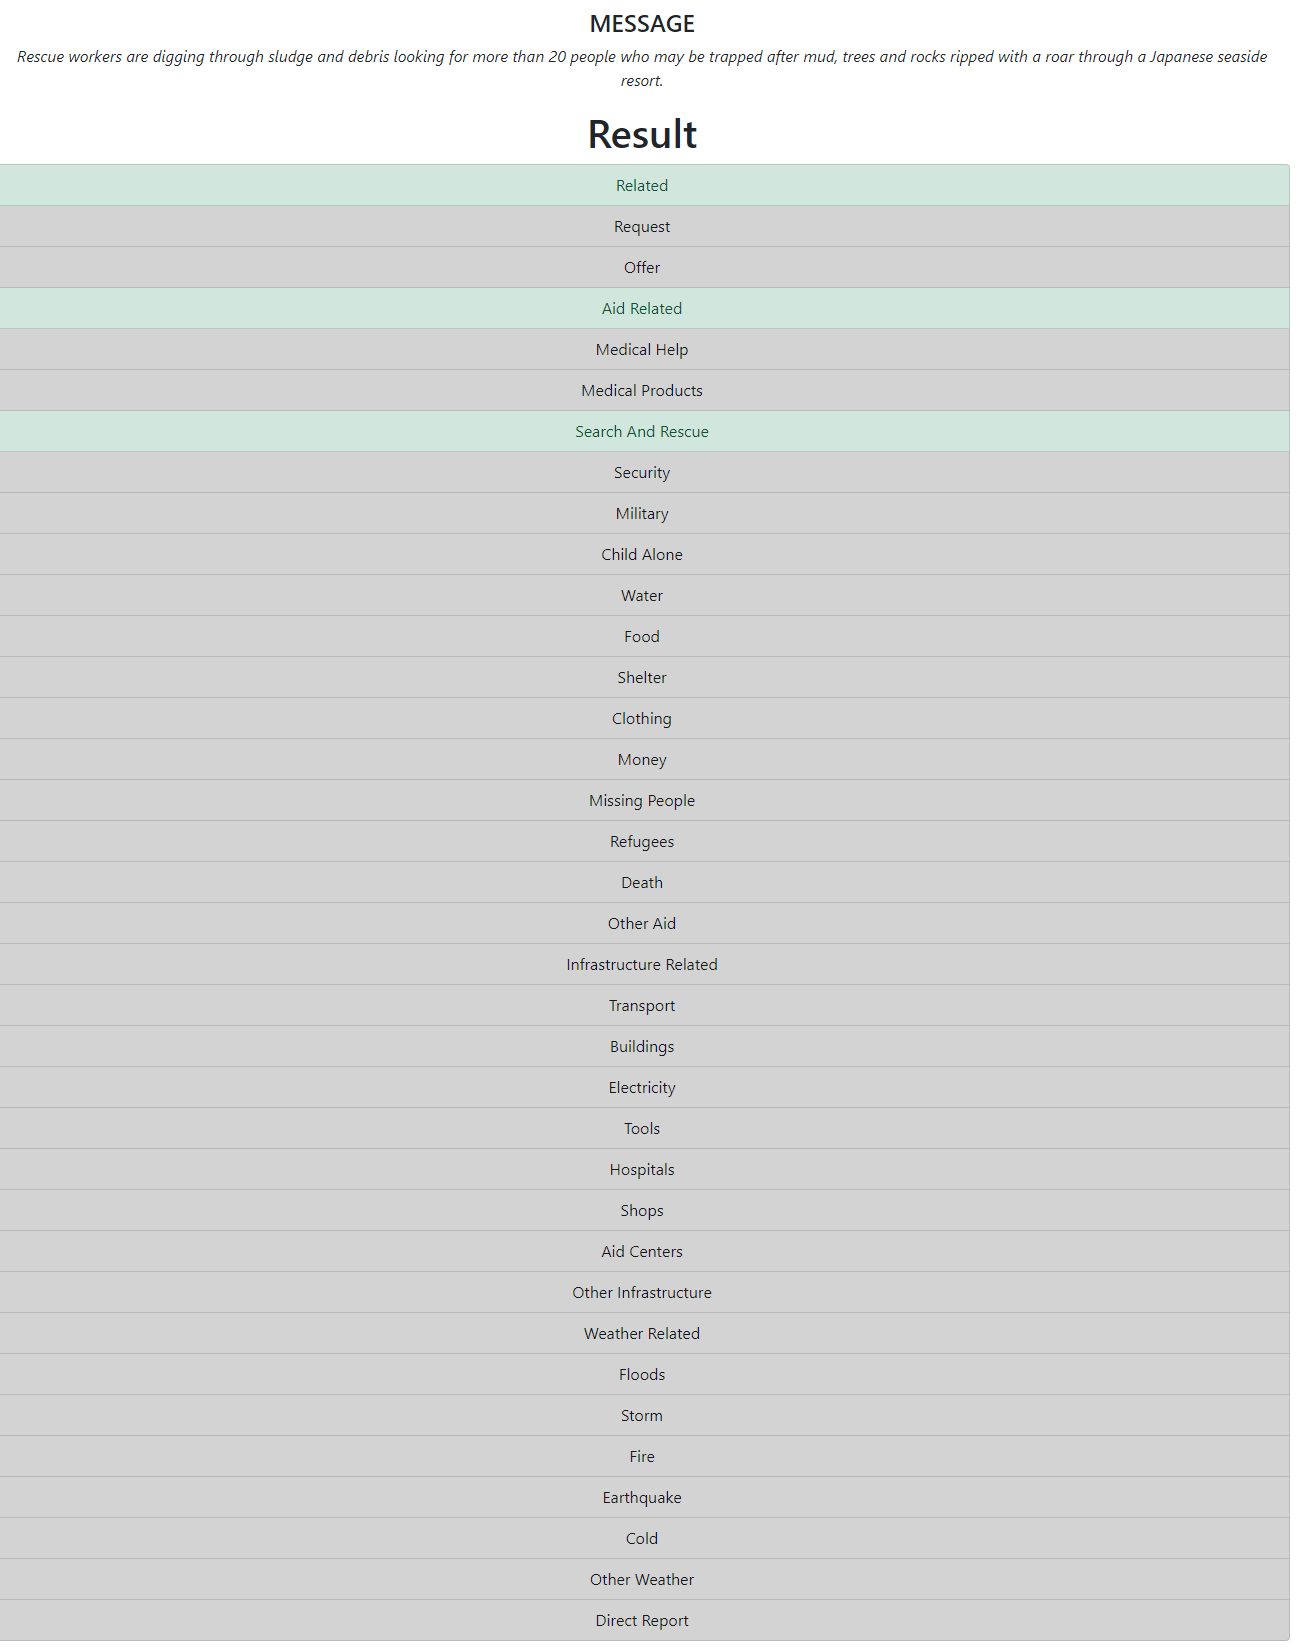 MESSAGE
Rescue workers are digging through sludge and debris looking for more than 20 people who may be trapped after mud, trees and rocks ripped with a roar through a Japanese seaside
resort.
Result
Related
Request
Offer
Aid Related
Medical Help
Medical Products
Search And Rescue
Security
Military
Child Alone
Water
Food
Shelter
Clothing
Money
Missing People
Refugees
Death
Other Aid
Infrastructure Related
Transport
Buildings
Electricity
Tools
Hospitals
Shops
Aid Centers
Other Infrastructure
Weather Related
Floods
Storm
Fire
Earthquake
Cold
Other Weather
Direct Report